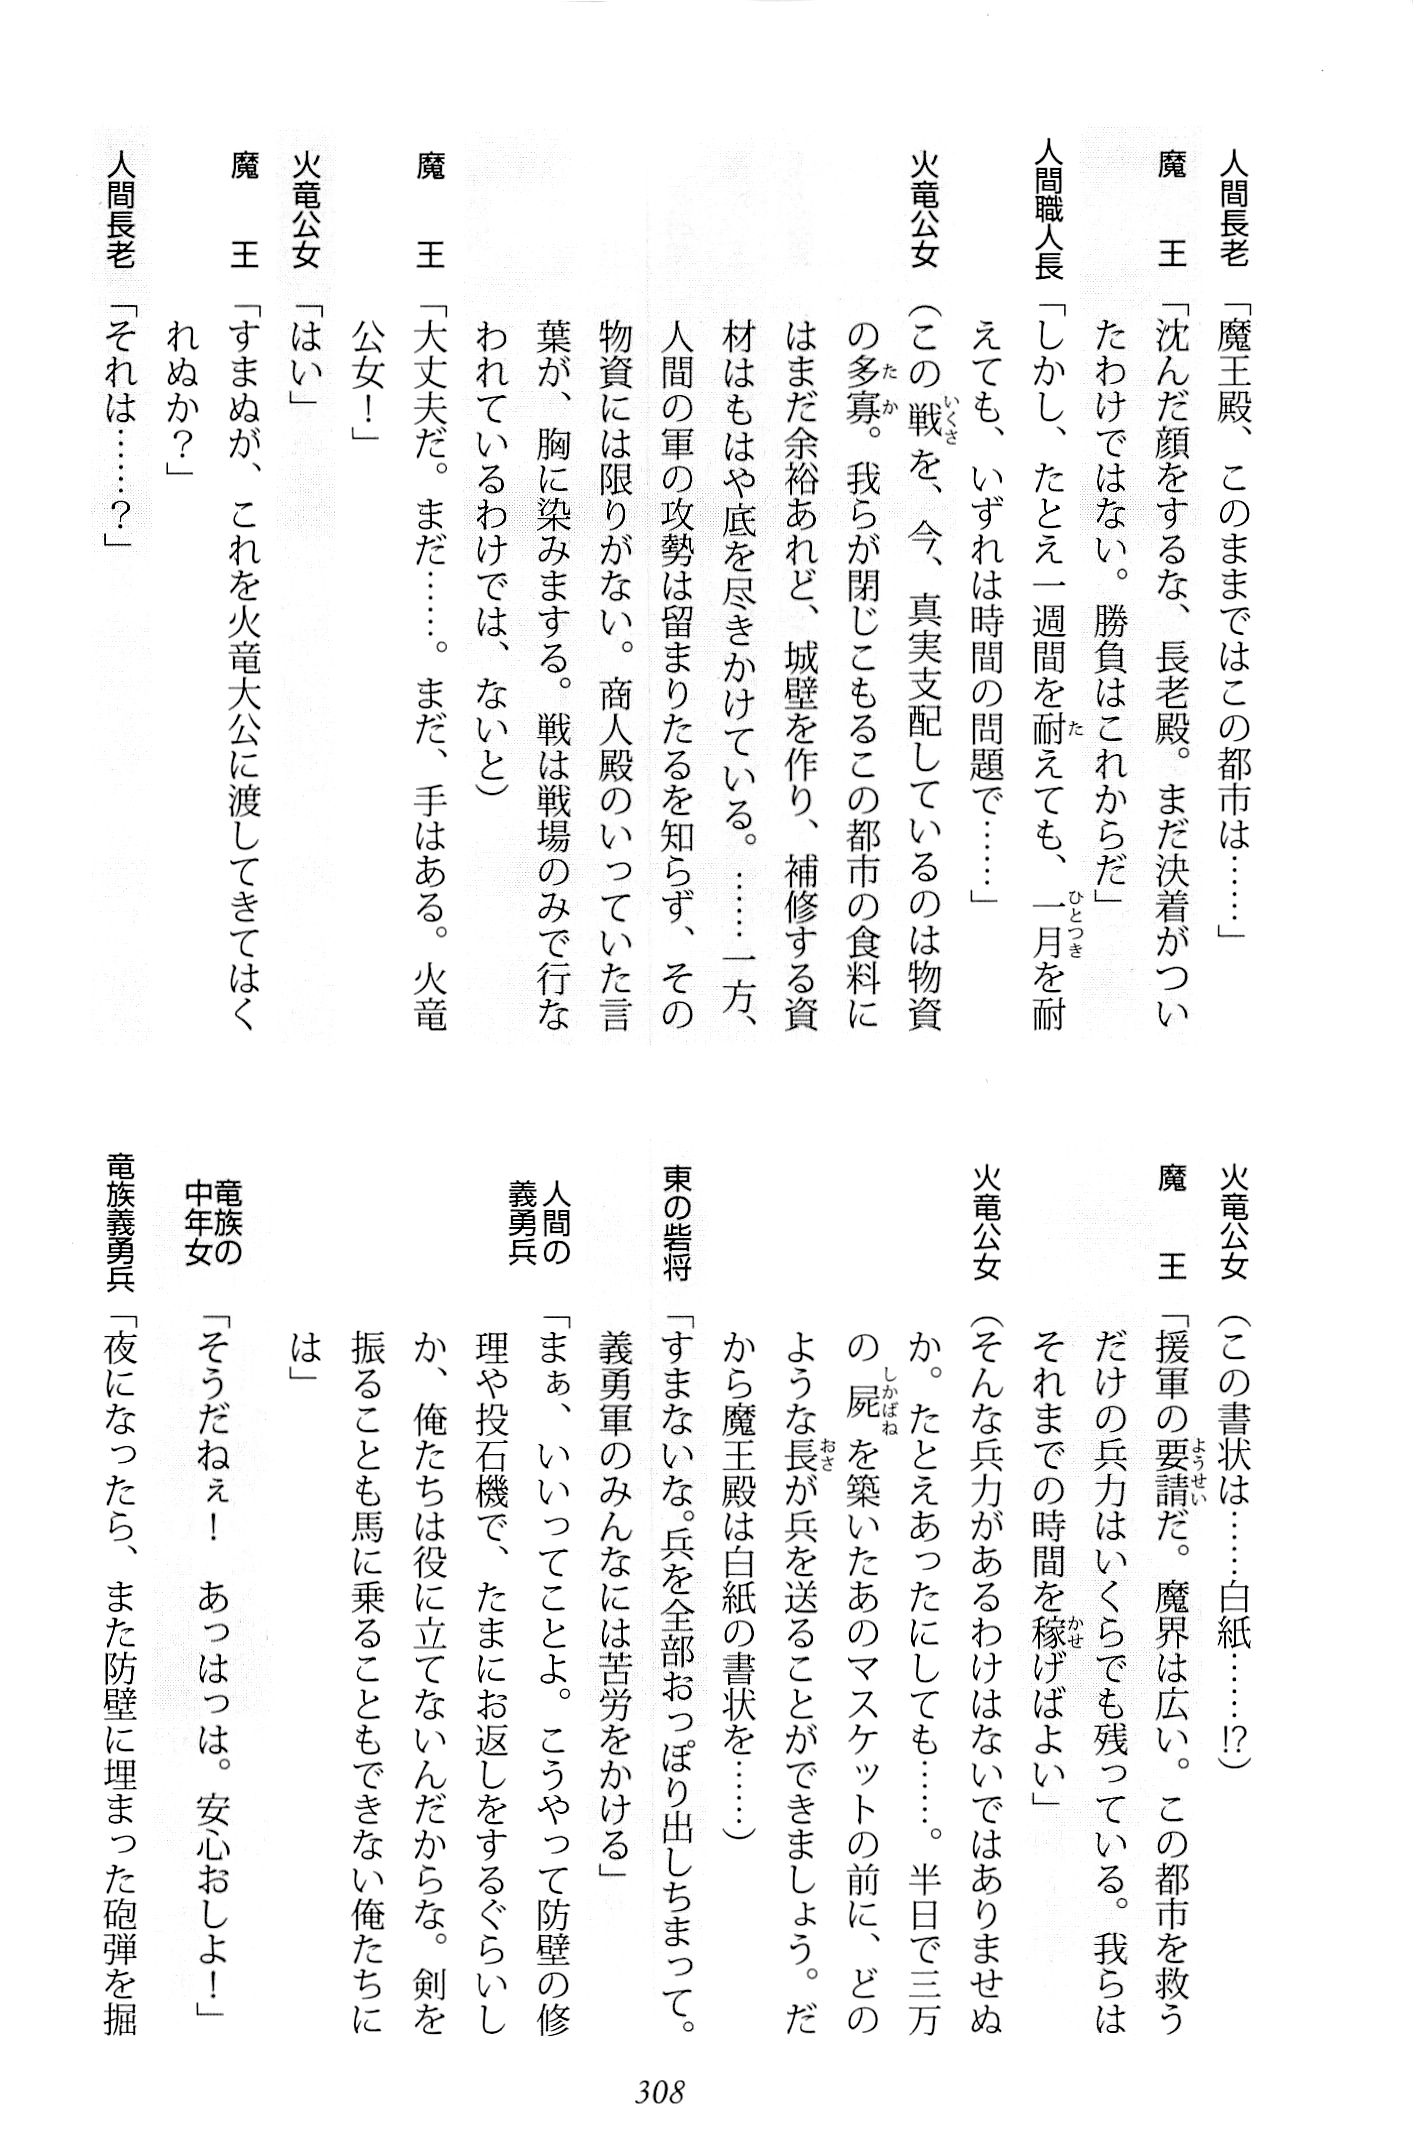 人間長老「魔王殿、このままではこの都市は……」
魔　王「沈んだ顔をするな、長老殿。まだ決着がつい
たわけではない。勝負はこれからだ」
人間職人長「しかし、たとえ一週間を耐えても、一月を耐
えても、いずれは時間の問題で……」
火竜公女（この戦を、今、真実支配しているのは物資
の多寡。我らが閉じこもるこの都市の食料に
はまだ余裕あれど、城壁を作り、補修する資
材はもはや底を尽きかけている。……一方、
人間の軍の攻勢は留まりたるを知らず、その
物資には限りがない。商人殿のいっていた言
葉が、胸に染みまする。戦は戦場のみで行な
われているわけでは、ないと）
魔　王「大丈夫だ。まだ……。まだ、手はある。火竜
公女！」
火竜公女「はい」
魔　王「すまぬが、これを火竜大公に渡してきてはく
れぬか？」
人間長老「それは……？」
火竜公女（この書状は……白紙……!?）
魔　王「援軍の要請だ。魔界は広い。この都市を救う
だけの兵力はいくらでも残っている。我らは
それまでの時間を稼げばよい」
火竜公女（そんな兵力があるわけはないではありませぬ
か。たとえあったにしても……。半日で三万
の屍を築いたあのマスケットの前に、どの
ような長が兵を送ることができましょう。だ
から魔王殿は白紙の書状を……）
東の砦将「すまないな。兵を全部おっぽり出しちまって。
義勇軍のみんなには苦労をかける」
人間の義勇兵「まぁ、いいってことよ。こうやって防壁の修
理や投石機で、たまにお返しをするぐらいし
か、俺たちは役に立てないんだからな。剣を
振ることも馬に乗ることもできない俺たちに
は」
竜族の中年女「そうだねぇ！　あっはっは。安心おしよ！」
竜族義勇兵「夜になったら、また防壁に埋まった砲弾を掘
308